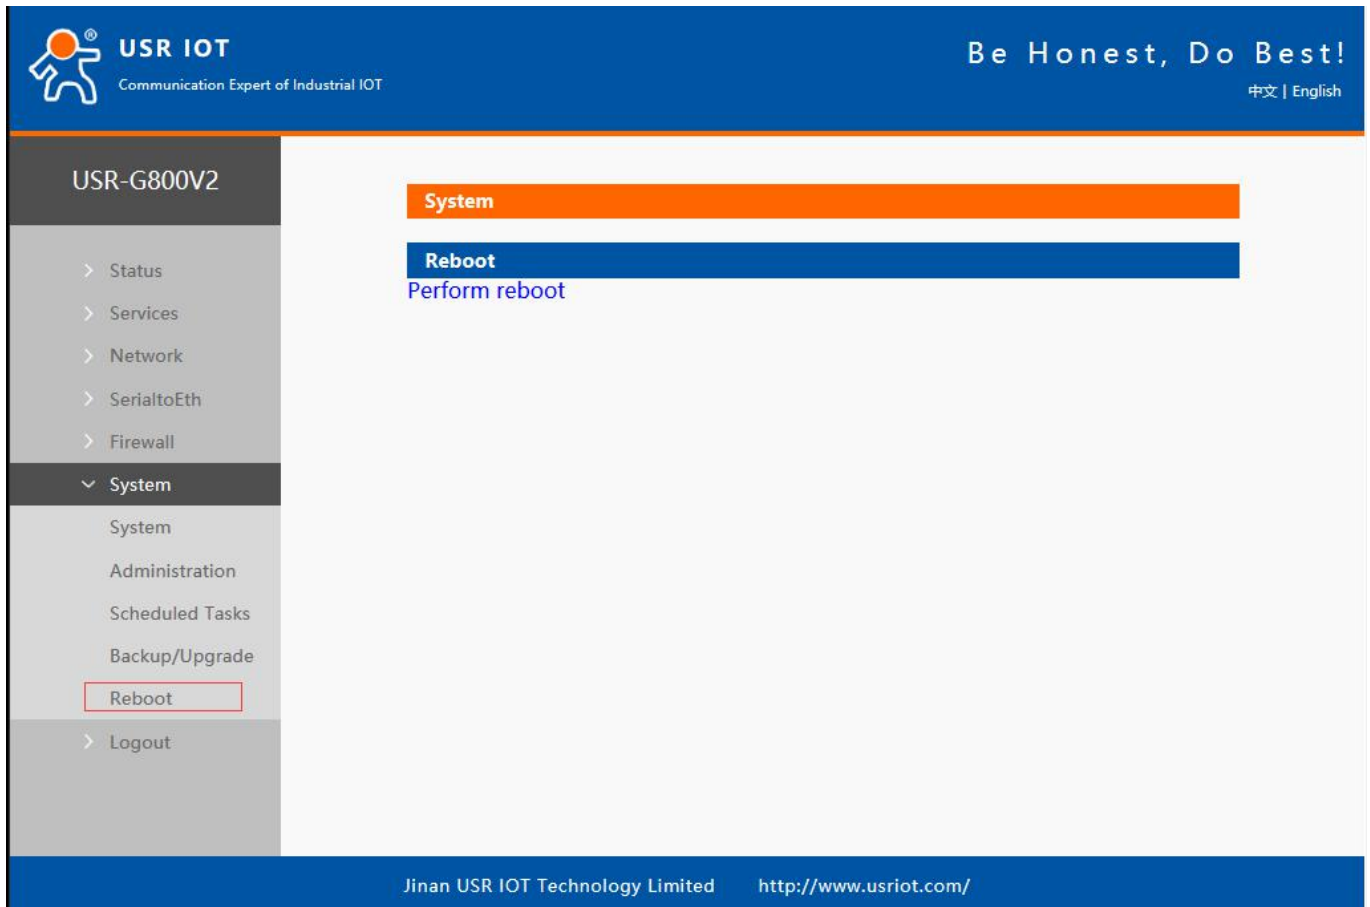 ®
USR IOT
Communication Expert of Industrial IOT
Be Honest, Do Best!
中文 | English
USR-G800V2
Status
Services
Network
SerialtoEth
Firewall
System
System
Administration
Scheduled Tasks
Backup/Upgrade
Reboot
Logout
System
Reboot
Perform reboot
Jinan USR IOT Technology Limited http://www.usriot.com/